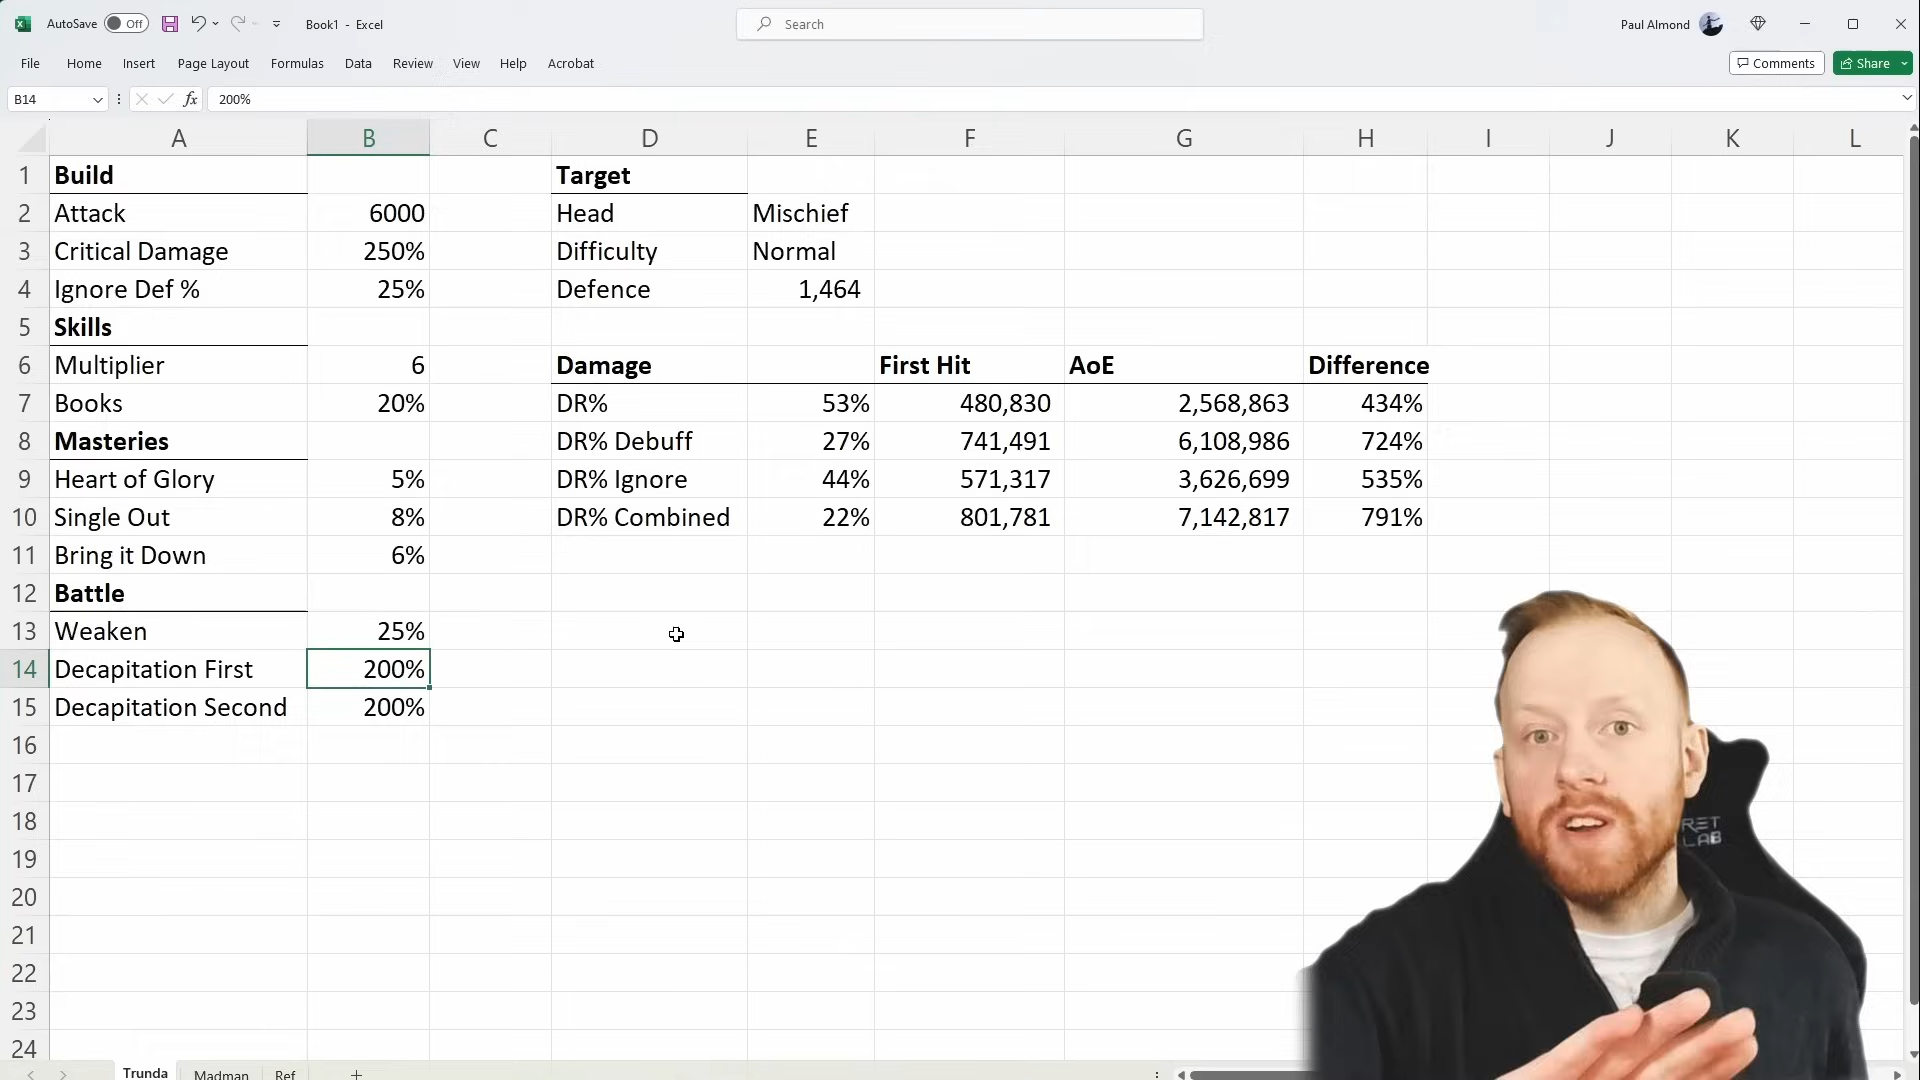 AutoSave Off Book1 - Excel Search Paul Almond
File Home Insert Page Layout Formulas Data Review View Help Acrobat Comments Share
B14 fx 200%
A B C D E F G H I J K L
1 Build Target
2 Attack 6000 Head Mischief
3 Critical Damage 250% Difficulty Normal
4 Ignore Def % 25% Defence 1,464
5 Skills
6 Multiplier 6 Damage First Hit AoE Difference
7 Books 20% DR% 53% 480,830 2,568,863 434%
8 Masteries DR% Debuff 27% 741,491 6,108,986 724%
9 Heart of Glory 5% DR% Ignore 44% 571,317 3,626,699 535%
10 Single Out 8% DR% Combined 22% 801,781 7,142,817 791%
11 Bring it Down 6%
12 Battle
13 Weaken 25%
14 Decapitation First 200%
15 Decapitation Second 200%
16
17
18
19
20
21
22
23
24
RET
LAB
Trunda Madman Ref